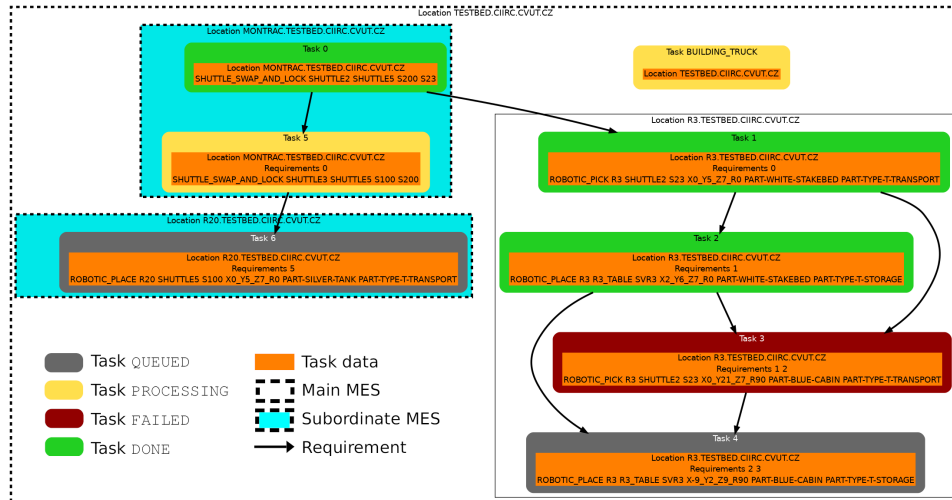 Location TESTBED.CIIRC.CVUT.CZ
Location MONTRAC.TESTBED.CIIRC.CVUT.CZ
Task 0
Location MONTRAC.TESTBED.CIIRC.CVUT.CZ
SHUTTLE_SWAP_AND_LOCK SHUTTLE2 SHUTTLE5 S200 S23
Task BUILDING_TRUCK
Location TESTBED.CIIRC.CVUT.CZ
Task 5
Location MONTRAC.TESTBED.CIIRC.CVUT.CZ
Requirements 0
SHUTTLE_SWAP_AND_LOCK SHUTTLE3 SHUTTLE5 S100 S200
Location R20.TESTBED.CIIRC.CVUT.CZ
Task 6
Location R20.TESTBED.CIIRC.CVUT.CZ
Requirements 5
ROBOTIC_PLACE R20 SHUTTLE5 S100 X0_Y5_Z7_R0 PART-SILVER-TANK PART-TYPE-T-TRANSPORT
Location R3.TESTBED.CIIRC.CVUT.CZ
Task 1
Location R3.TESTBED.CIIRC.CVUT.CZ
Requirements 0
ROBOTIC_PICK R3 SHUTTLE2 S23 X0_Y5_Z7_R0 PART-WHITE-STAKEBED PART-TYPE-T-TRANSPORT
Task 2
Location R3.TESTBED.CIIRC.CVUT.CZ
Requirements 1
ROBOTIC_PLACE R3 R3_TABLE SVR3 X2_Y6_Z7_R0 PART-WHITE-STAKEBED PART-TYPE-T-STORAGE
Task 3
Location R3.TESTBED.CIIRC.CVUT.CZ
Requirements 1 2
ROBOTIC_PICK R3 SHUTTLE2 S23 X0_Y21_Z7_R90 PART-BLUE-CABIN PART-TYPE-T-TRANSPORT
Task 4
Location R3.TESTBED.CIIRC.CVUT.CZ
Requirements 2 3
ROBOTIC_PLACE R3 R3_TABLE SVR3 X-9_Y2_Z9_R90 PART-BLUE-CABIN PART-TYPE-T-STORAGE
Task QUEUED
Task PROCESSING
Task FAILED
Task DONE
Task data
Main MES
Subordinate MES
Requirement